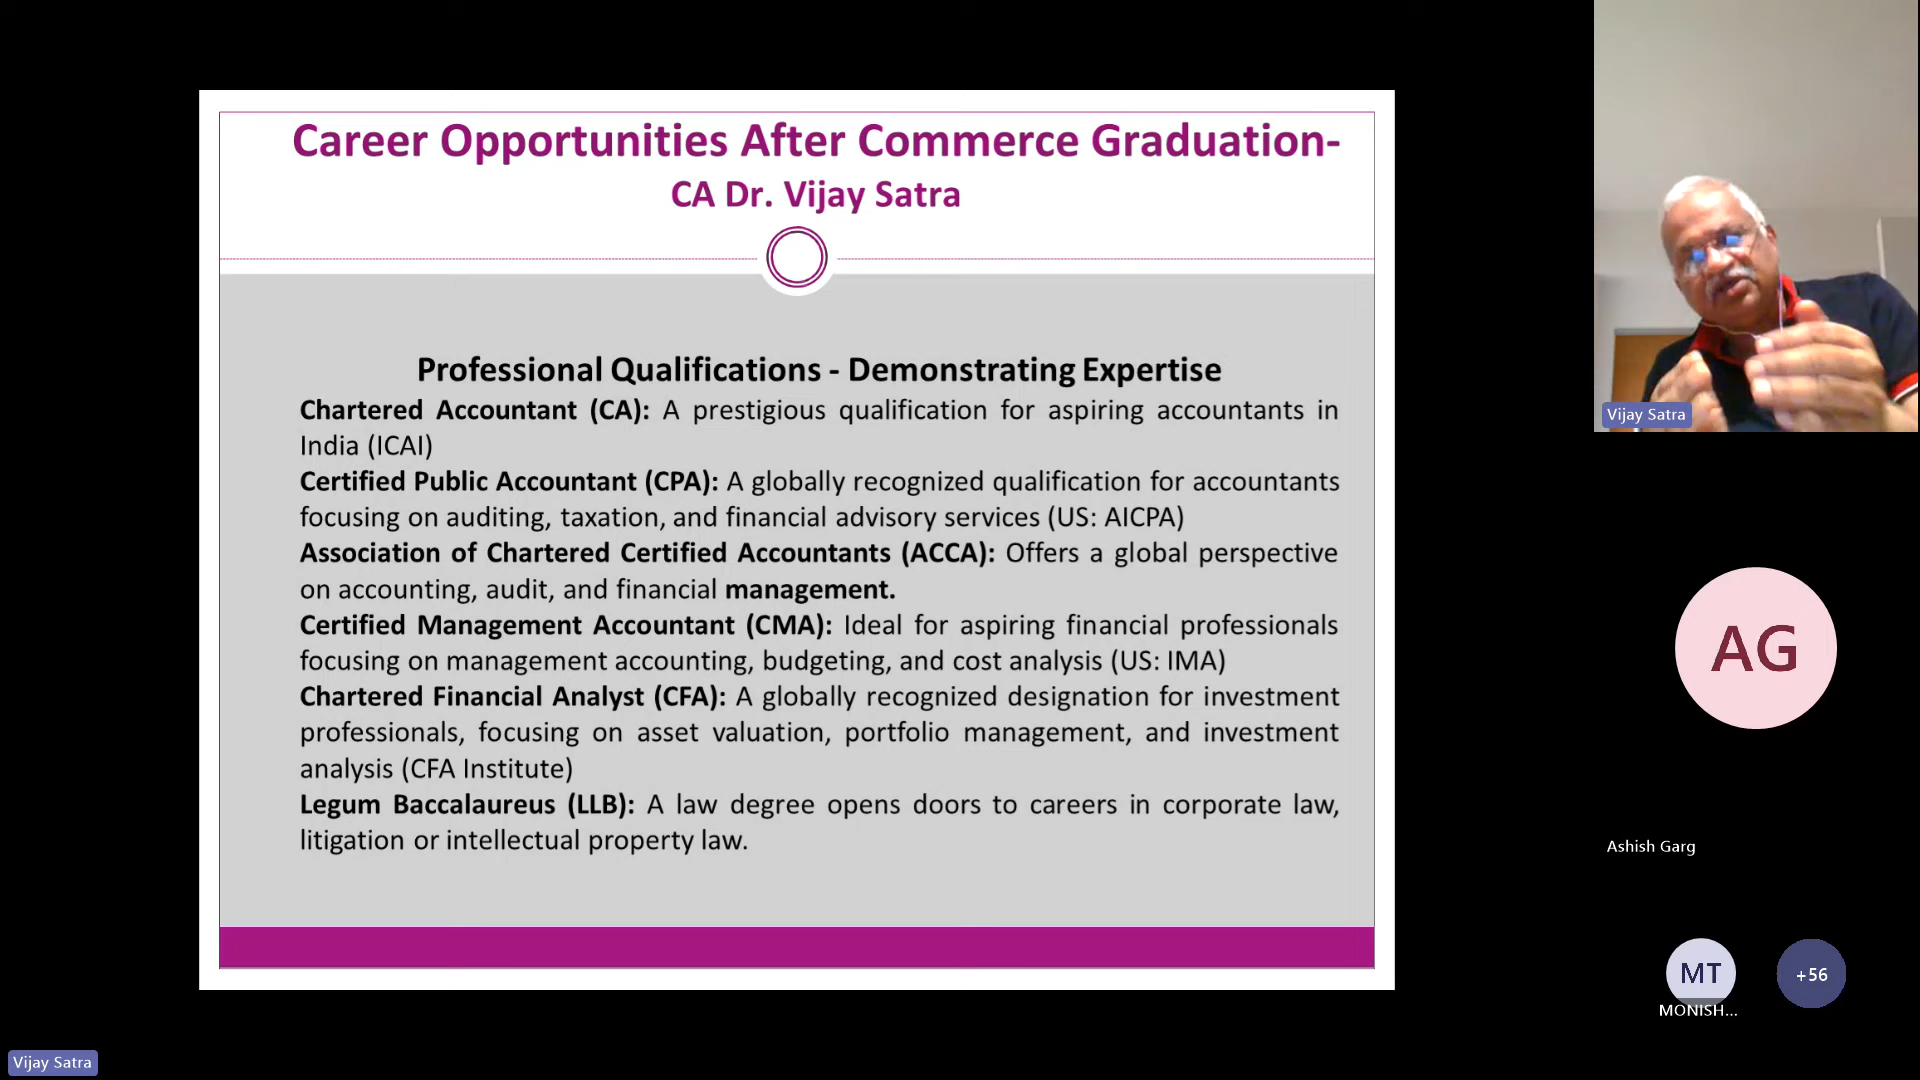 Career Opportunities After Commerce Graduation-
CA Dr. Vijay Satra
Professional Qualifications - Demonstrating Expertise
Chartered Accountant (CA): A prestigious qualification for aspiring accountants in
India (ICAI)
Certified Public Accountant (CPA): A globally recognized qualification for accountants
focusing on auditing, taxation, and financial advisory services (US: AICPA)
Association of Chartered Certified Accountants (ACCA): Offers a global perspective
on accounting, audit, and financial management.
Certified Management Accountant (CMA): Ideal for aspiring financial professionals
focusing on management accounting, budgeting, and cost analysis (US: IMA)
Chartered Financial Analyst (CFA): A globally recognized designation for investment
professionals, focusing on asset valuation, portfolio management, and investment
analysis (CFA Institute)
Legum Baccalaureus (LLB): A law degree opens doors to careers in corporate law,
litigation or intellectual property law.
Vijay Satra
AG
Ashish Garg
MT
+56
MONISH...
Vijay Satra